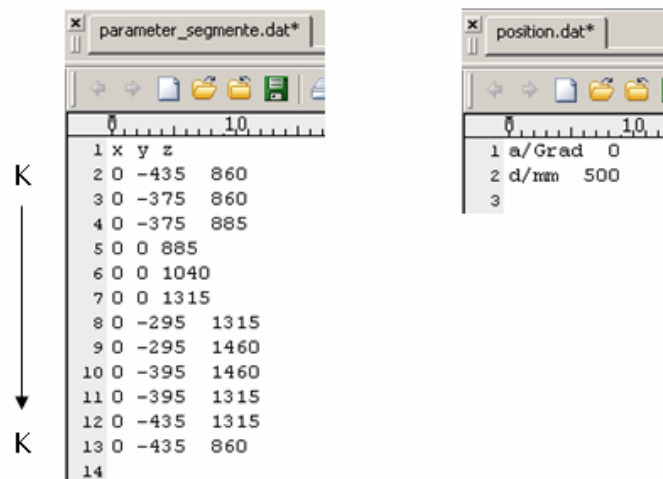 parameter_segmente.dat*
0 10
1 x y z
2 0 -435 860
3 0 -375 860
4 0 -375 885
5 0 0 885
6 0 0 1040
7 0 0 1315
8 0 -295 1315
9 0 -295 1460
10 0 -395 1460
11 0 -395 1315
12 0 -435 1315
13 0 -435 860
14
K
K
position.dat*
0 10
1 a/Grad 0
2 d/mm 500
3